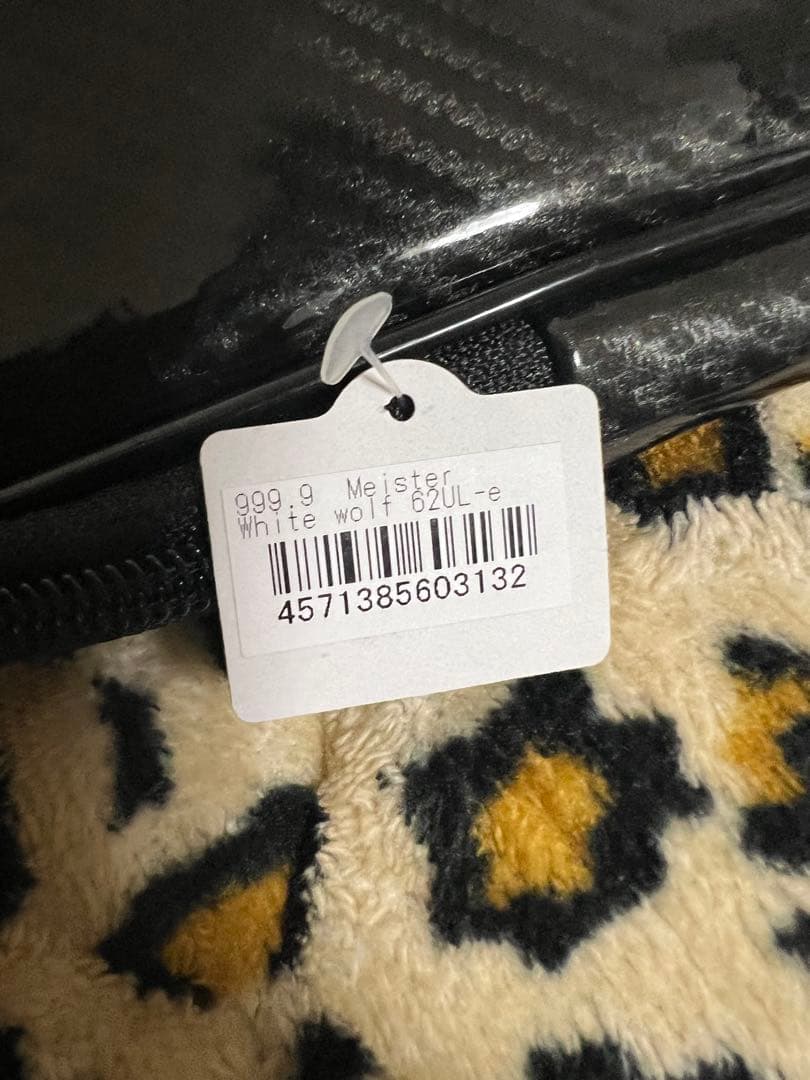 999.9 Meister
White wolf 62UL-e
4571385603132